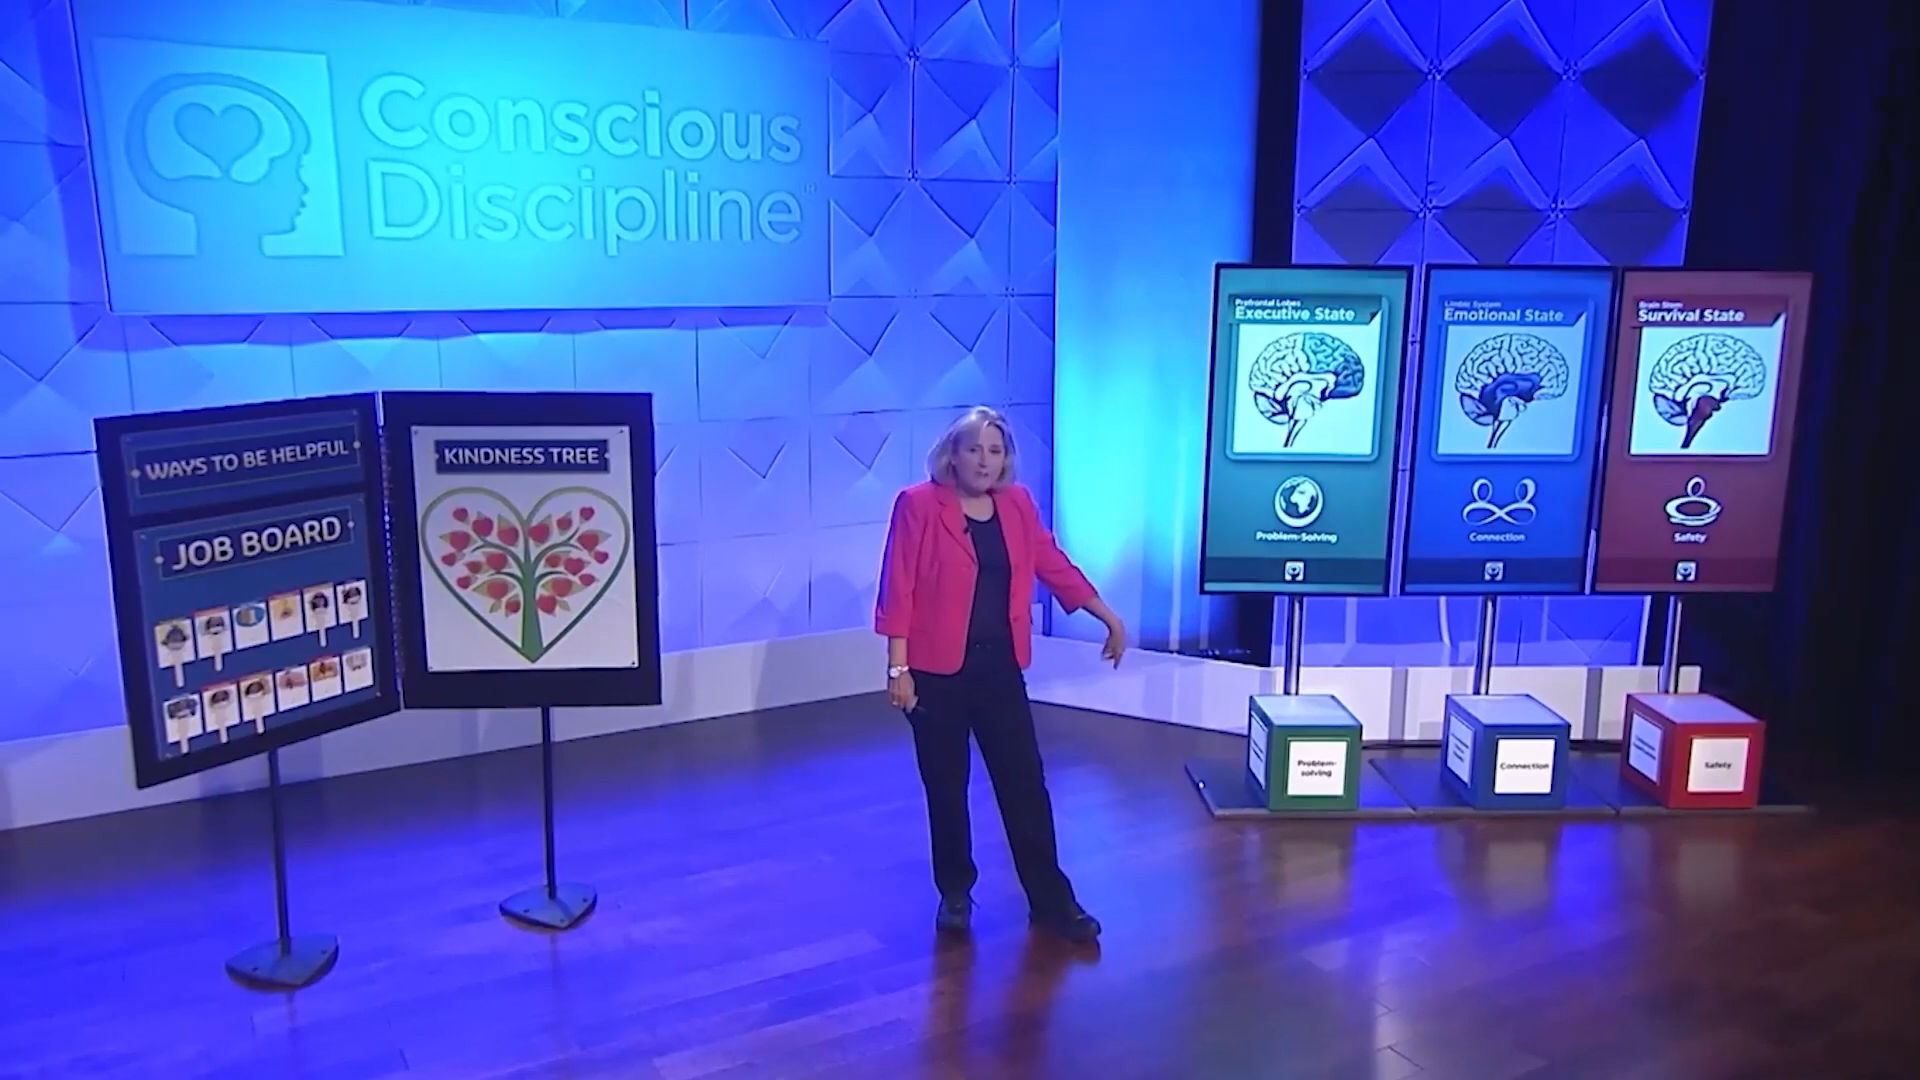 Conscious
Discipline
WAYS TO BE HELPFUL
JOB BOARD
KINDNESS TREE
Prefrontal Lobes
Executive State
Problem-Solving
Limbic System
Emotional State
Connection
Brain Stem
Survival State
Safety
Problem-
solving
Connection
Safety